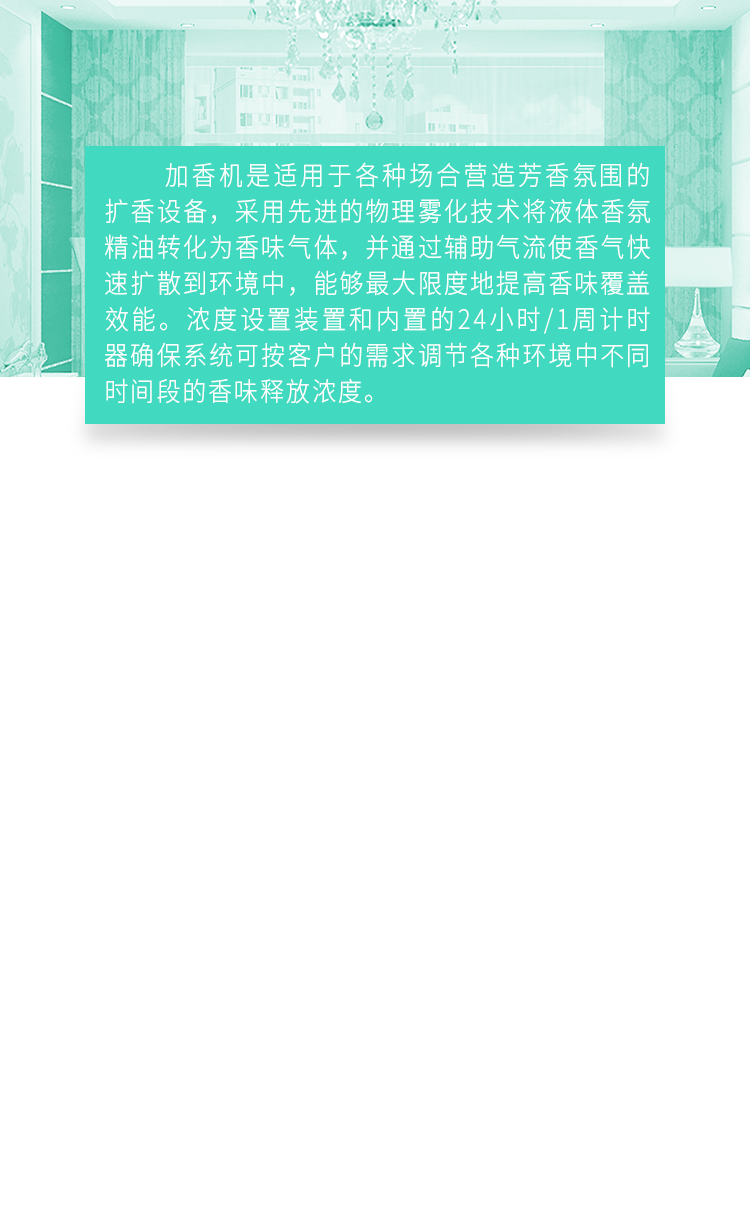 加香机是适用于各种场合营造芳香氛围的
扩香设备，采用先进的物理雾化技术将液体香氛
精油转化为香味气体，并通过辅助气流使香气快
速扩散到环境中，能够最大限度地提高香味覆盖
效能。浓度设置装置和内置的24小时/1周计时
器确保系统可按客户的需求调节各种环境中不同
时间段的香味释放浓度。